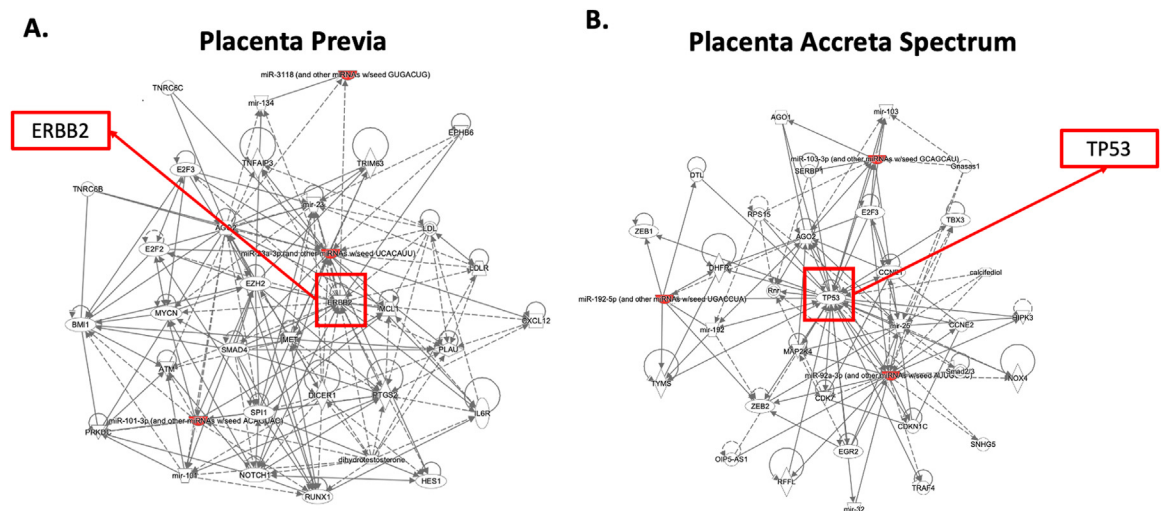 A.
Placenta Previa
miR-3118 (and other miRNAs w/seed GUGACUG)
TNRC6C
mir-134
ERBB2
EPHB6
TNFAIP3
TRIM63
E2F3
TNRC6B
mir-23
AGO2
LDL
E2F2
miR-23a-3p (and other miRNAs w/seed UCACAUU)
LDLR
EZH2
ERBB2
MCL1
MYCN
CXCL12
BMI1
MET
SMAD4
PLAU
ATM
DICER1
PTGS2
SPI1
IL6R
miR-101-3p (and other miRNAs w/seed
PRKDC
dihydrotestosterone
mir-101
NOTCH1
HES1
RUNX1
B.
Placenta Accreta Spectrum
mir-103
AGO1
TP53
miR-103-3p (and other miRNAs w/seed GCAGCAU)
Gnasas1
SERBP1
DTL
RPS15
E2F3
TBX3
ZEB1
AGO2
DHFR
CCNE1
calcifediol
Rnr
miR-192-5p (and other miRNAs w/seed UGACCUA)
TP53
mir-25
CCNE2
mir-192
MAP2K4
miR-92a-3p (and other miRNAs w/seed
Smad2/3
NOX4
TYMS
CDK7
ZEB2
CDKN1C
SNHG5
EGR2
OIP5-AS1
TRAF4
RFFL
mir-32